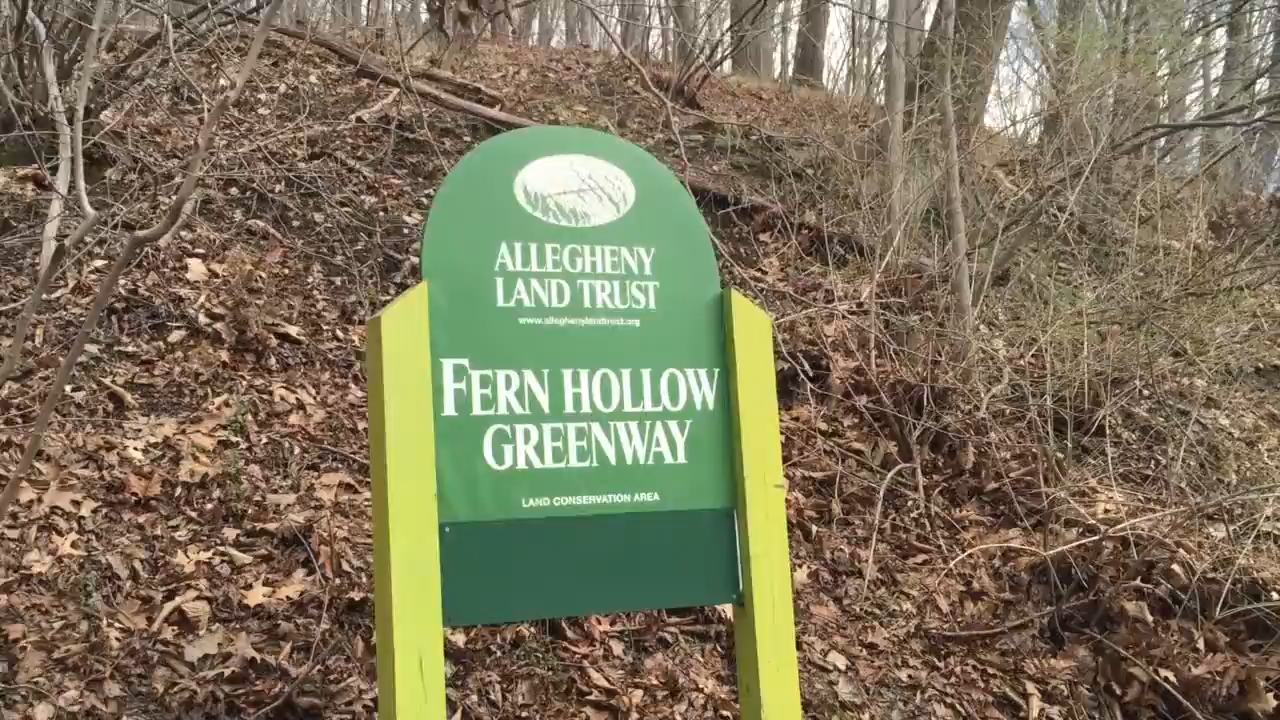 ALLEGHENY
LAND TRUST
www.alleghenylandtrust.org
FERN HOLLOW
GREENWAY
LAND CONSERVATION AREA